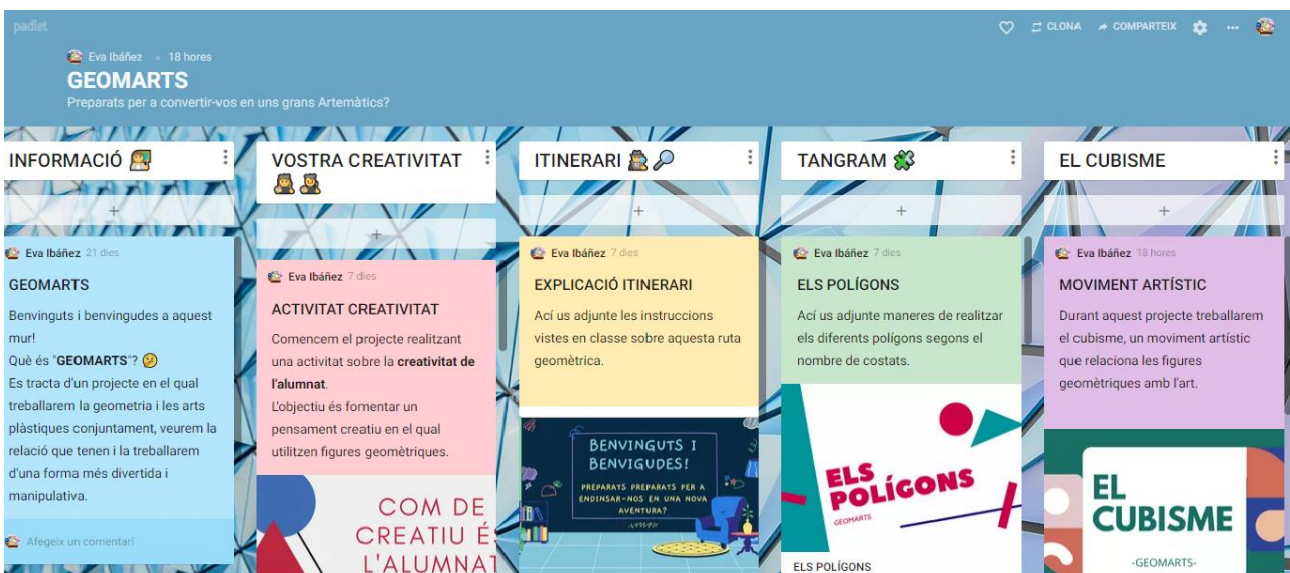 padlet
CLONA
COMPARTEIX
Eva Ibáñez • 18 hores
GEOMARTS
Preparats per a convertir-vos en uns grans Artemàtics?
INFORMACIÓ
Eva Ibáñez 21 dies
GEOMARTS
Benvinguts i benvingudes a aquest
mur!
Què és "GEOMARTS"?
Es tracta d'un projecte en el qual
treballarem la geometria i les arts
plàstiques conjuntament, veurem la
relació que tenen i la treballarem
d'una forma més divertida i
manipulativa.
Afegeix un comentari
VOSTRA CREATIVITAT
Eva Ibáñez 7 dies
ACTIVITAT CREATIVITAT
Comencem el projecte realitzant
una activitat sobre la creativitat de
l'alumnat.
L'objectiu és fomentar un
pensament creatiu en el qual
utilitzen figures geomètriques.
COM DE
CREATIU ÉS
L'ALUMNAT
ITINERARI
Eva Ibáñez 7 dies
EXPLICACIÓ ITINERARI
Ací us adjunte les instruccions
vistes en classe sobre aquesta ruta
geomètrica.
BENVINGUTS I
BENVIGUDES!
PREPARATS PREPARATS PER A
ENDINSAR-NOS EN UNA NOVA
AVENTURA?
TANGRAM
Eva Ibáñez 7 dies
ELS POLÍGONS
Ací us adjunte maneres de realitzar
els diferents polígons segons el
nombre de costats.
ELS
POLÍGONS
GEOMARTS
ELS POLÍGONS
EL CUBISME
Eva Ibáñez 18 hores
MOVIMENT ARTÍSTIC
Durant aquest projecte treballarem
el cubisme, un moviment artístic
que relaciona les figures
geomètriques amb l'art.
EL
CUBISME
-GEOMARTS-